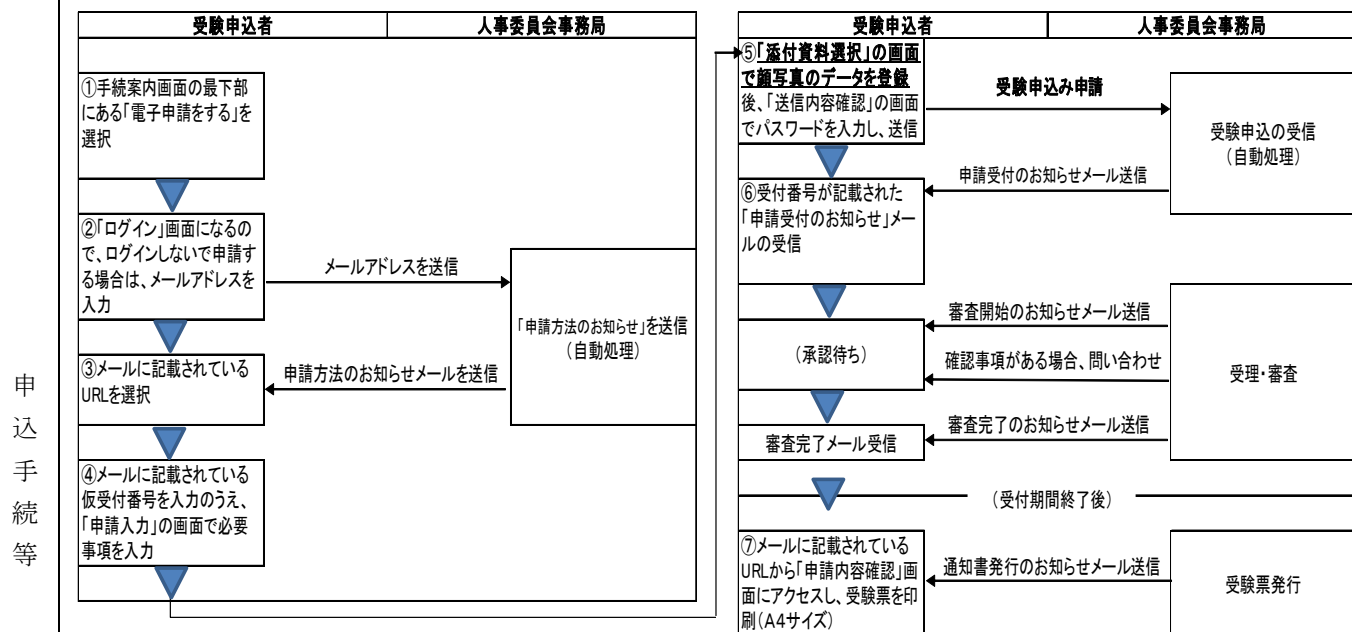 申込手続等
受験申込者
人事委員会事務局
①手続案内画面の最下部
にある「電子申請をする」を
選択
②「ログイン」画面になるの
で、ログインしないで申請す
る場合は、メールアドレスを
入力
メールアドレスを送信
「申請方法のお知らせ」を送信
(自動処理)
③メールに記載されている
URLを選択
申請方法のお知らせメールを送信
④メールに記載されている
仮受付番号を入力のうえ、
「申請入力」の画面で必要
事項を入力
受験申込者
人事委員会事務局
⑤「添付資料選択」の画面
で顔写真のデータを登録
後、「送信内容確認」の画面
でパスワードを入力し、送信
受験申込み申請
受験申込の受信
(自動処理)
申請受付のお知らせメール送信
⑥受付番号が記載された
「申請受付のお知らせ」メー
ルの受信
審査開始のお知らせメール送信
(承認待ち)
確認事項がある場合、問い合わせ
受理・審査
審査完了のお知らせメール送信
審査完了メール受信
(受付期間終了後)
⑦メールに記載されている
URLから「申請内容確認」画
面にアクセスし、受験票を印
刷(A4サイズ)
通知書発行のお知らせメール送信
受験票発行